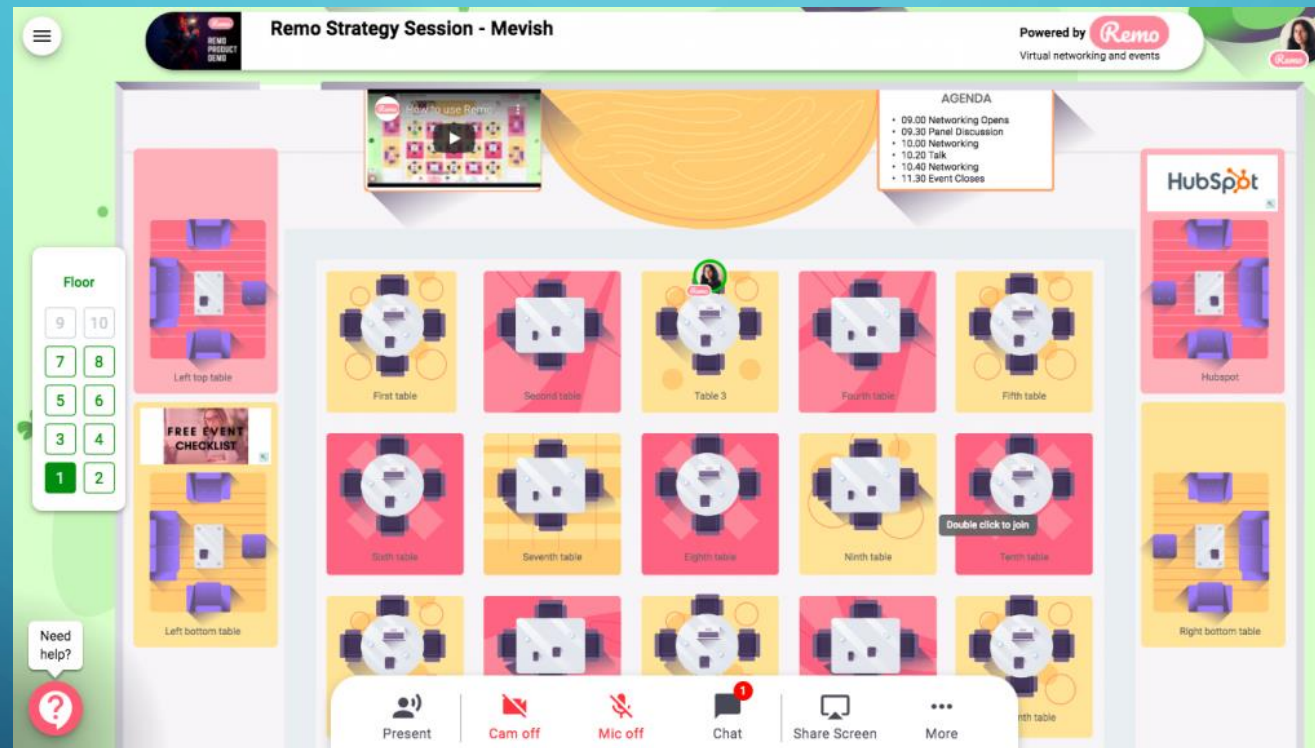 Remo
REMO
PRODUCT
DEMO
Remo Strategy Session - Mevish
Powered by Remo
Virtual networking and events
Remo
How to use Remo
AGENDA
• 09.00 Networking Opens
• 09.30 Panel Discussion
• 10.00 Networking
• 10.20 Talk
• 10.40 Networking
• 11.30 Event Closes
HubSpot
Floor
9 10
7 8
5 6
3 4
1 2
Left top table
First table
Second table
Remo
Table 3
Fourth table
Fifth table
Hubspot
FREE EVENT
CHECKLIST
Double click to join
Sixth table
Seventh table
Eighth table
Ninth table
Tenth table
Left bottom table
Right bottom table
Need
help?
Present
Cam off
Mic off
1
Chat
Share Screen
More
table